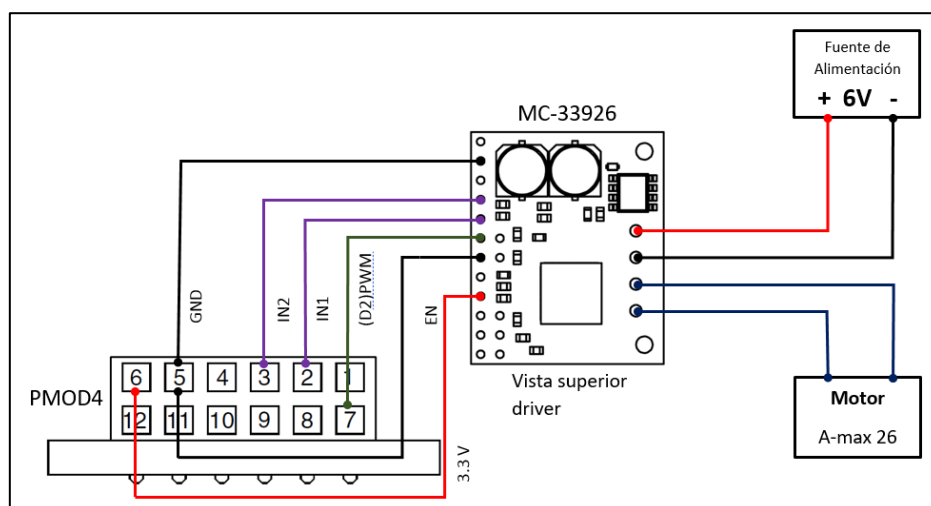 Fuente de
Alimentación
+ 6V -
MC-33926
GND
IN2
IN1
(D2)PWM
EN
PMOD4
6 5 4 3 2 1
12 11 10 9 8 7
3.3 V
Vista superior
driver
Motor
A-max 26